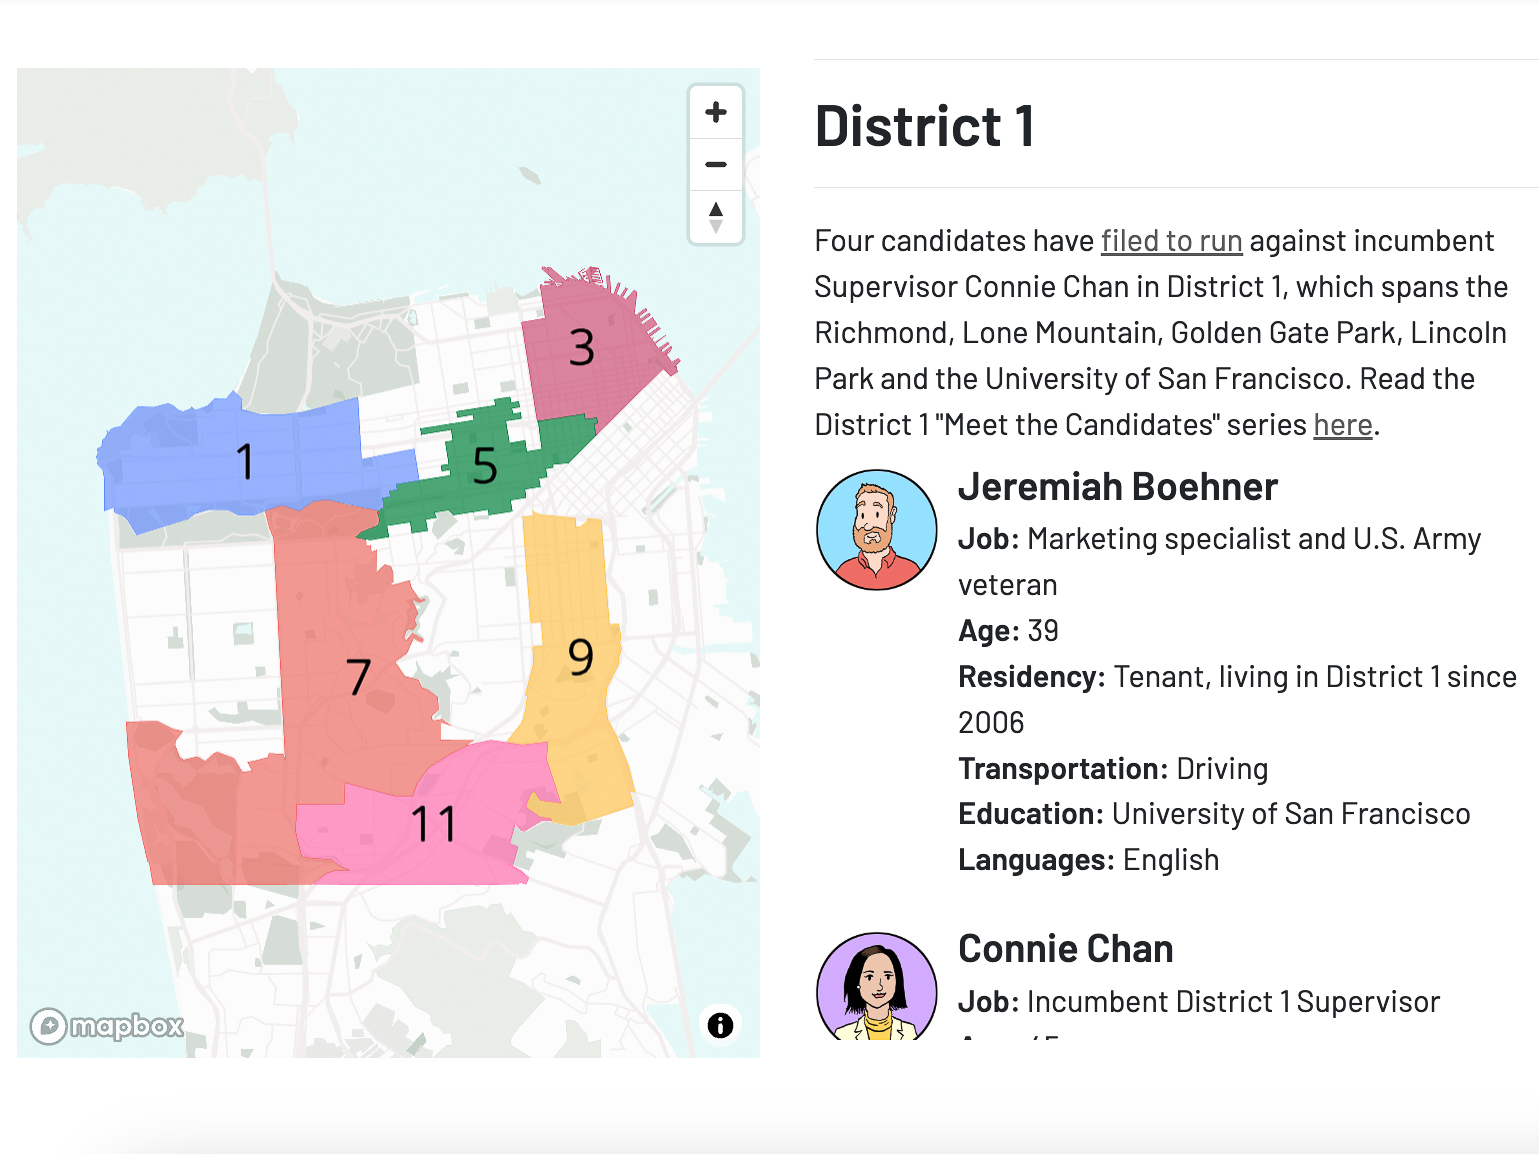 1
3
5
7
9
11
mapbox
District 1
Four candidates have filed to run against incumbent
Supervisor Connie Chan in District 1, which spans the
Richmond, Lone Mountain, Golden Gate Park, Lincoln
Park and the University of San Francisco. Read the
District 1 "Meet the Candidates" series here.
Jeremiah Boehner
Job: Marketing specialist and U.S. Army
veteran
Age: 39
Residency: Tenant, living in District 1 since
2006
Transportation: Driving
Education: University of San Francisco
Languages: English
Connie Chan
Job: Incumbent District 1 Supervisor